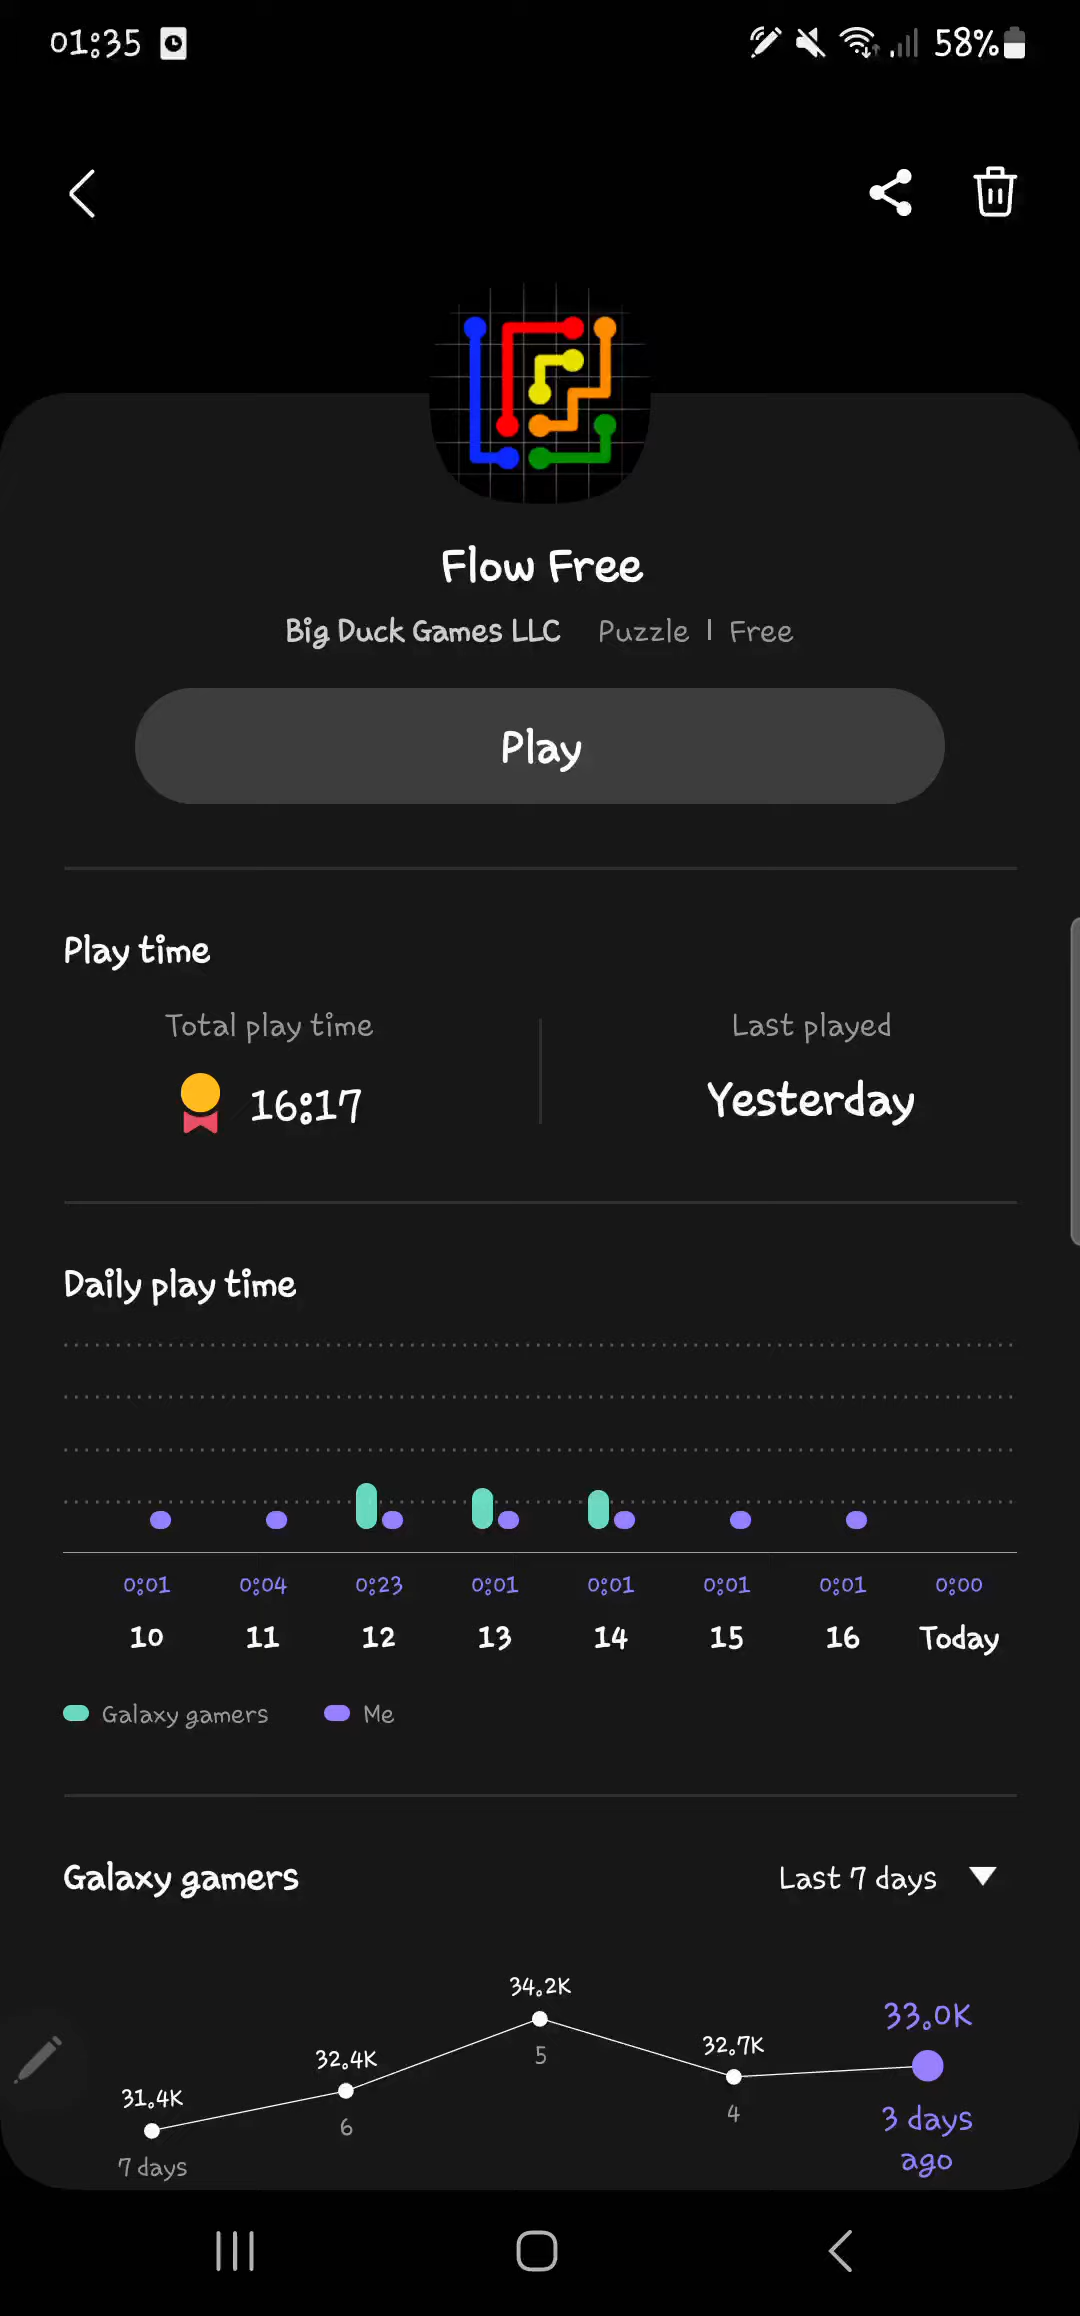 01:35 58%
Flow Free
Big Duck Games LLC Puzzle | Free
Play
Play time
Total play time Last played
16:17 Yesterday
Daily play time
0:01 0:04 0:23 0:01 0:01 0:01 0:01 0:00
10 11 12 13 14 15 16 Today
Galaxy gamers Me
Galaxy gamers Last 7 days
34.2K
33.0K
32.7K
32.4K
5
31.4K
6
4
3 days
ago
7 days